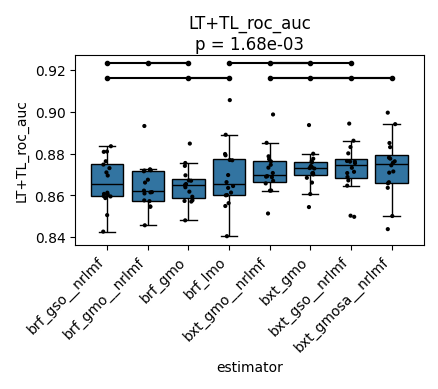 LT+TL_roc_auc
p = 1.68e-03
LT+TL_roc_auc
0.92
0.90
0.88
0.86
0.84
brf_gso__nrlmf
brf_gmo__nrlmf
brf_gmo
brf_lmo
bxt_gmo__nrlmf
bxt_gmo
bxt_gso__nrlmf
bxt_gmosa__nrlmf
estimator